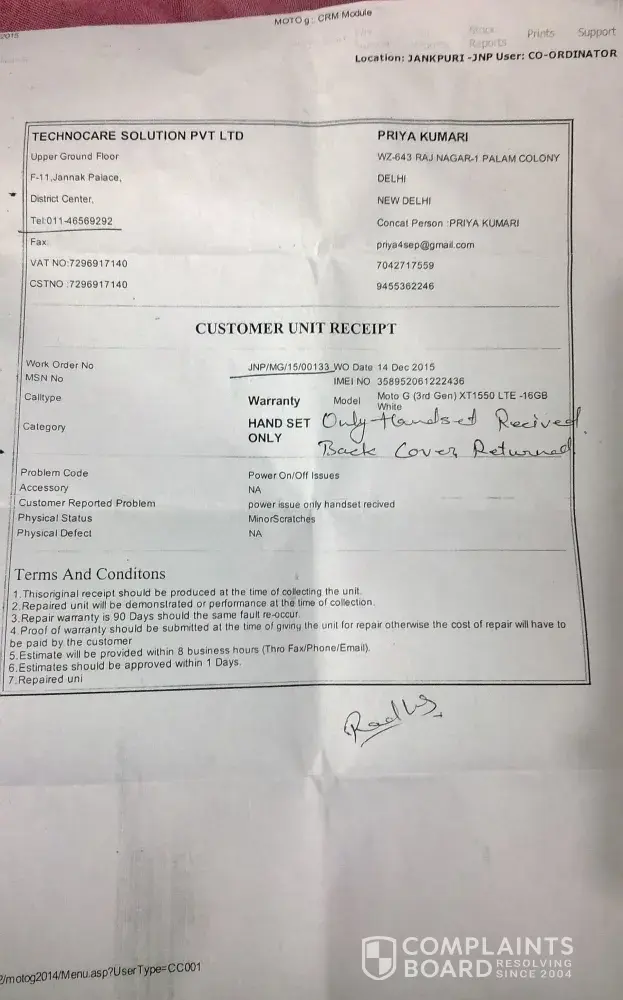 MOTO g : CRM Module
2015
Stock
Prints
Support
Reports
Location: JANKPURI -JNP User: CO-ORDINATOR
TECHNOCARE SOLUTION PVT LTD
PRIYA KUMARI
Upper Ground Floor
WZ-643 RAJ NAGAR-1 PALAM COLONY
F-11,Jannak Palace,
DELHI
District Center,
NEW DELHI
Tel:011-46569292
Concat Person :PRIYA KUMARI
Fax:
priya4sep@gmail.com
VAT NO:7296917140
7042717559
CSTNO :7296917140
9455362246
CUSTOMER UNIT RECEIPT
Work Order No
JNP/MG/15/00133 WO Date 14 Dec 2015
MSN No
IMEI NO 358952061222436
Calltype
Warranty
Model
Moto G (3rd Gen) XT1550 LTE -16GB
White
Category
HAND SET
ONLY
Only Handset Recived.
Back Cover Returned
Problem Code
Power On/Off Issues
Accessory
NA
Customer Reported Problem
power issue only handset recived
Physical Status
MinorScratches
Physical Defect
NA
Terms And Conditons
1.Thisoriginal receipt should be produced at the time of collecting the unit.
2.Repaired unit will be demonstrated or performance at the time of collection.
3.Repair warranty is 90 Days should the same fault re-occur.
4.Proof of warranty should be submitted at the time of giving the unit for repair otherwise the cost of repair will have to
be paid by the customer
5.Estimate will be provided within 8 business hours (Thro Fax/Phone/Email).
6.Estimates should be approved within 1 Days.
7.Repaired uni
2/motog2014/Menu.asp?UserType=CC001
COMPLAINTS
BOARD
RESOLVING
SINCE 2004